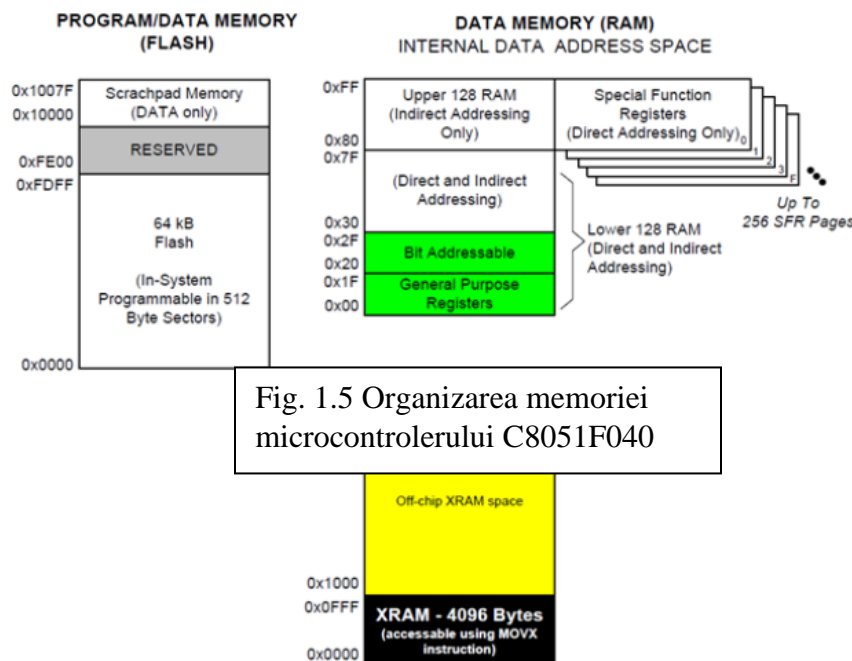 PROGRAM/DATA MEMORY
(FLASH)
0x1007F
0x10000
Scrachpad Memory
(DATA only)
RESERVED
0xFE00
0xFDFF
64 kB
Flash
(In-System
Programmable in 512
Byte Sectors)
0x0000
DATA MEMORY (RAM)
INTERNAL DATA ADDRESS SPACE
0xFF
Upper 128 RAM
(Indirect Addressing
Only)
0x80
0x7F
Special Function
Registers
(Direct Addressing Only)
0
1
2
3
F
Up To
256 SFR Pages
(Direct and Indirect
Addressing)
0x30
0x2F
Bit Addressable
0x20
0x1F
General Purpose
Registers
0x00
Lower 128 RAM
(Direct and Indirect
Addressing)
Fig. 1.5 Organizarea memoriei
microcontrolerului C8051F040
Off-chip XRAM space
0x1000
0x0FFF
XRAM - 4096 Bytes
(accessable using MOVX
instruction)
0x0000